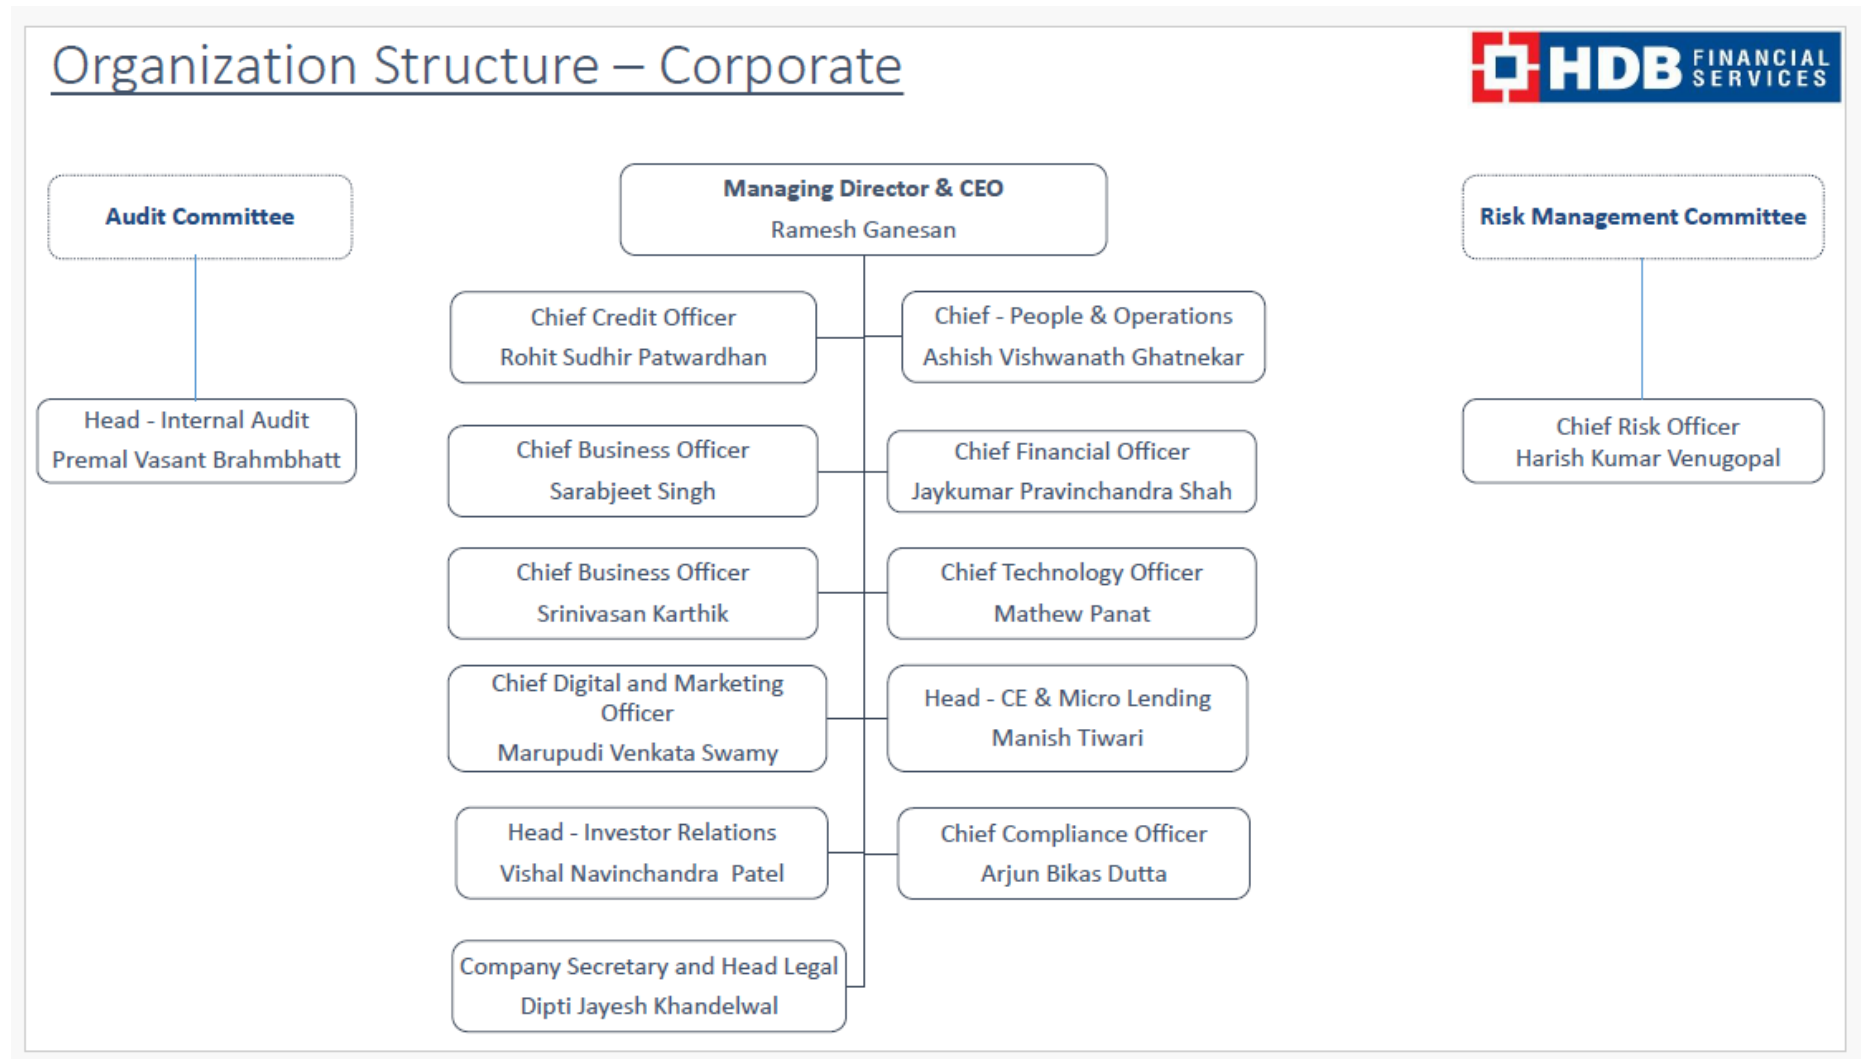 Organization Structure – Corporate
HDB FINANCIAL
SERVICES
Audit Committee
Managing Director & CEO
Ramesh Ganesan
Risk Management Committee
Chief Credit Officer
Rohit Sudhir Patwardhan
Chief - People & Operations
Ashish Vishwanath Ghatnekar
Head - Internal Audit
Premal Vasant Brahmbhatt
Chief Business Officer
Sarabjeet Singh
Chief Financial Officer
Jaykumar Pravinchandra Shah
Chief Risk Officer
Harish Kumar Venugopal
Chief Business Officer
Srinivasan Karthik
Chief Technology Officer
Mathew Panat
Chief Digital and Marketing
Officer
Marupudi Venkata Swamy
Head - CE & Micro Lending
Manish Tiwari
Head - Investor Relations
Vishal Navinchandra  Patel
Chief Compliance Officer
Arjun Bikas Dutta
Company Secretary and Head Legal
Dipti Jayesh Khandelwal